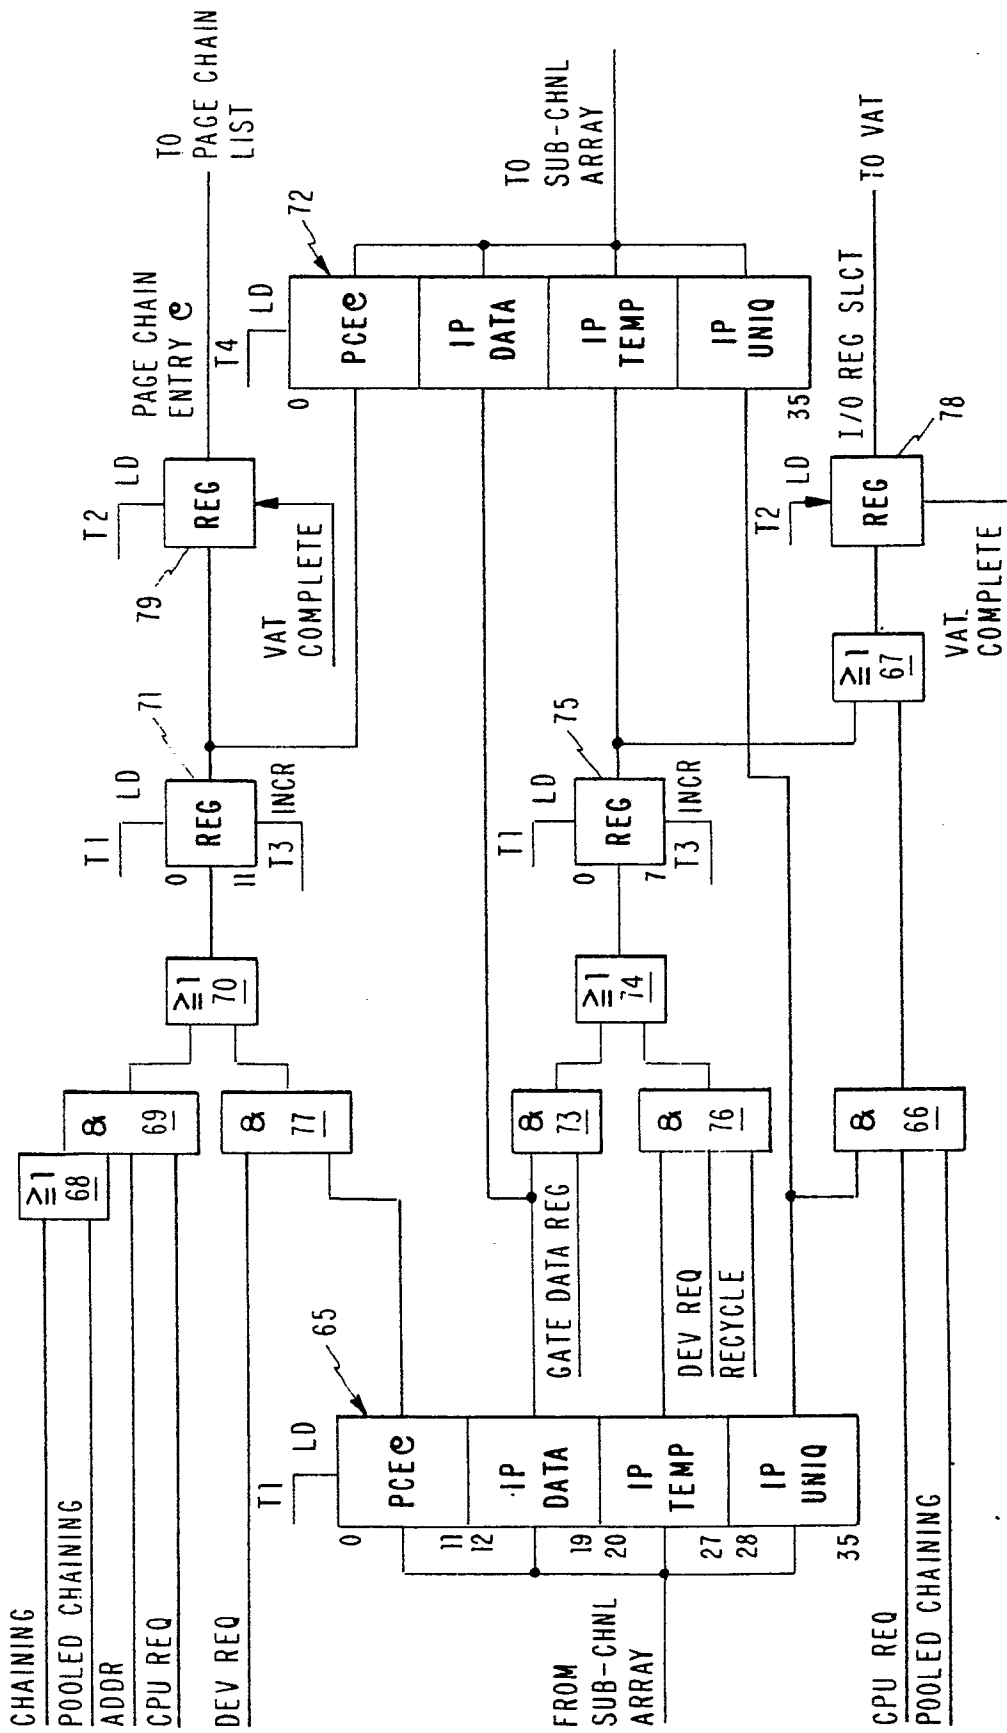 CHAINING
POOLED CHAINING
ADDR
CPU REQ
DEV REQ
≥1
68
&
69
&
77
≥1
70
T1
LD
0
REG
11
INCR
T3
71
T2
LD
REG
79
VAT
COMPLETE
PAGE CHAIN
ENTRY @
TO
PAGE CHAIN
LIST
FROM
SUB-CHNL
ARRAY
T1
LD
65
0
PCE@
11
12
IP
DATA
19
20
IP
TEMP
27
28
IP
UNIQ
35
GATE DATA REG
DEV REQ
RECYCLE
&
73
&
76
≥1
74
T1
LD
0
REG
7
INCR
T3
75
T4
LD
72
0
PCE@
IP
DATA
IP
TEMP
IP
UNIQ
35
TO
SUB-CHNL
ARRAY
CPU REQ
POOLED CHAINING
&
66
≥1
67
T2
LD
REG
78
VAT
COMPLETE
I/O REG SLCT
TO VAT